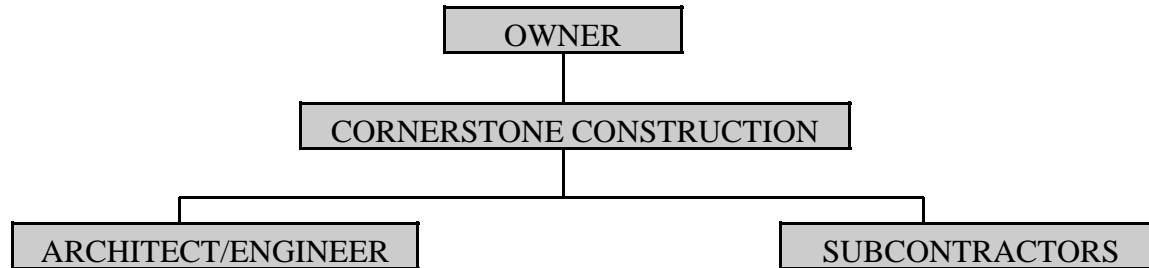 OWNER
CORNERSTONE CONSTRUCTION
ARCHITECT/ENGINEER
SUBCONTRACTORS